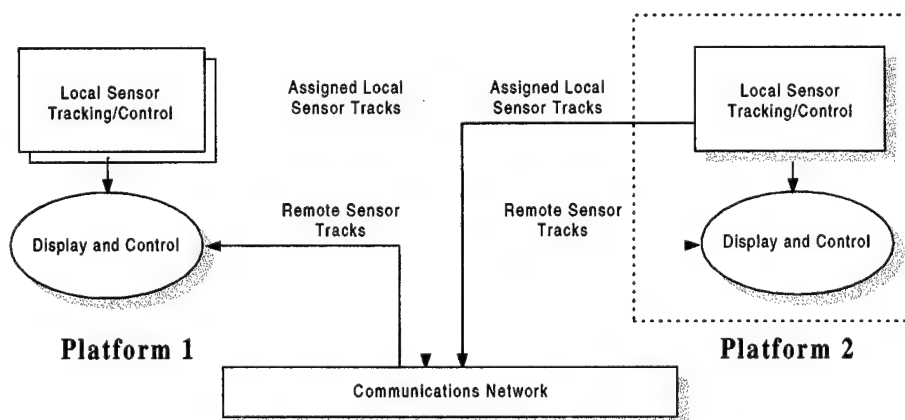 Local Sensor
Tracking/Control
Assigned Local
Sensor Tracks
Assigned Local
Sensor Tracks
Local Sensor
Tracking/Control
Display and Control
Remote Sensor
Tracks
Remote Sensor
Tracks
Display and Control
Platform 1
Platform 2
Communications Network